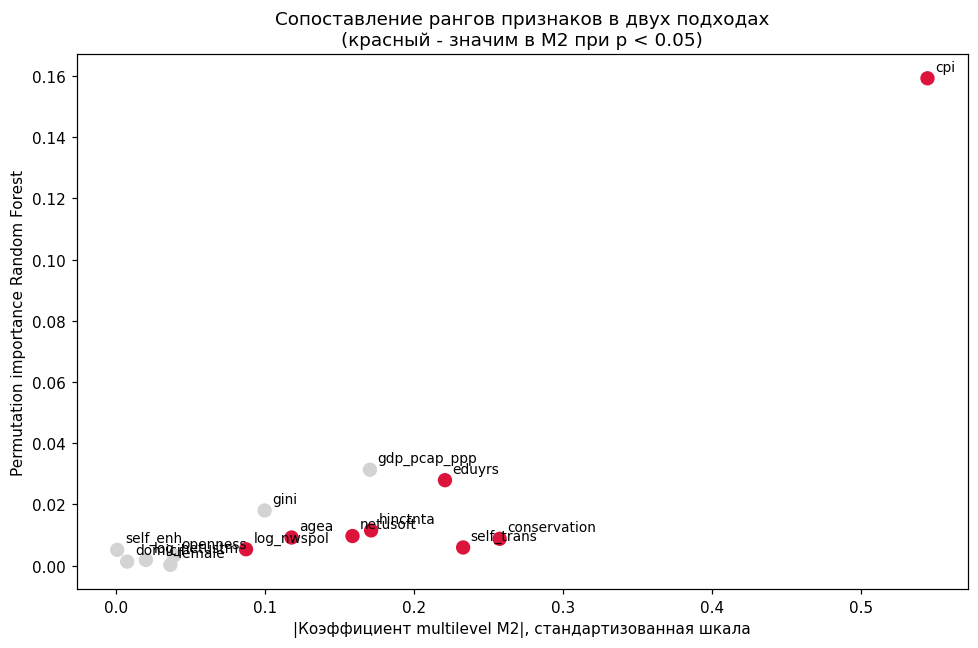 Сопоставление рангов признаков в двух подходах
(красный - значим в М2 при p < 0.05)
cpi
0.16
0.14
0.12
0.10
0.08
0.06
0.04
0.02
0.00
Permutation importance Random Forest
gdp_pcap_ppp
eduyrs
gini
hinctnta
netusoft
agea
conservation
self_trans
log_nwspol
self_enh
openness
female
0.0
0.1
0.2
0.3
0.4
0.5
|Коэффициент multilevel M2|, стандартизованная шкала